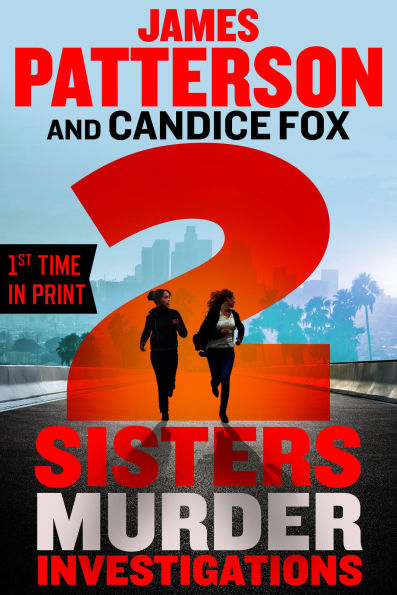 JAMES
PATTERSON
AND CANDICE FOX
2
1ST TIME
IN PRINT
SISTERS
MURDER
INVESTIGATIONS